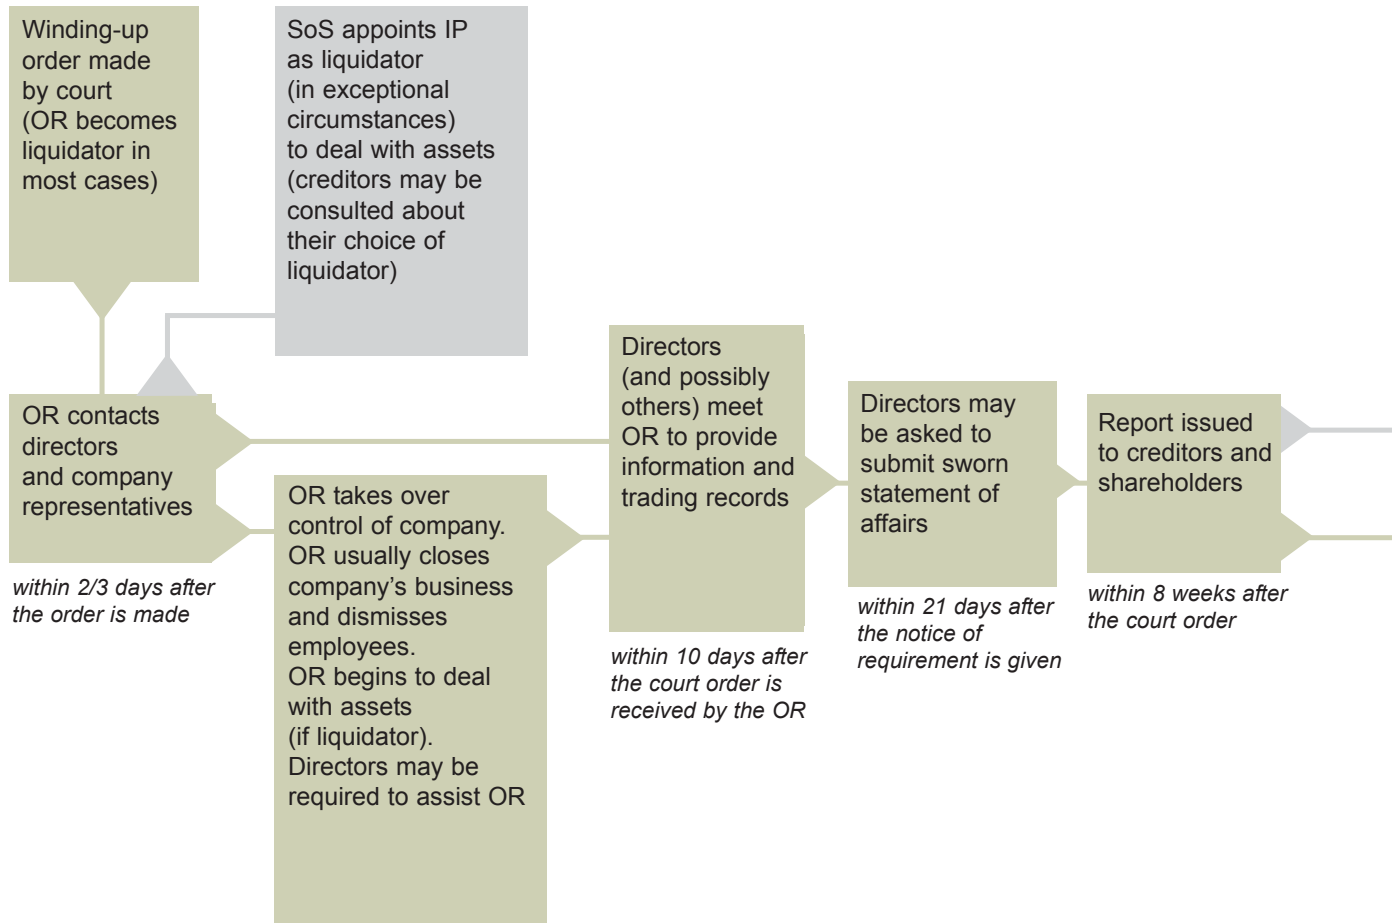 Winding-up
order made
by court
(OR becomes
liquidator in
most cases)
SoS appoints IP
as liquidator
(in exceptional
circumstances)
to deal with assets
(creditors may be
consulted about
their choice of
liquidator)
OR contacts
directors
and company
representatives
within 2/3 days after
the order is made
OR takes over
control of company.
OR usually closes
company's business
and dismisses
employees.
OR begins to deal
with assets
(if liquidator).
Directors may be
required to assist OR
Directors
(and possibly
others) meet
OR to provide
information and
trading records
within 10 days after
the court order is
received by the OR
Directors may
be asked to
submit sworn
statement of
affairs
within 21 days after
the notice of
requirement is given
Report issued
to creditors and
shareholders
within 8 weeks after
the court order